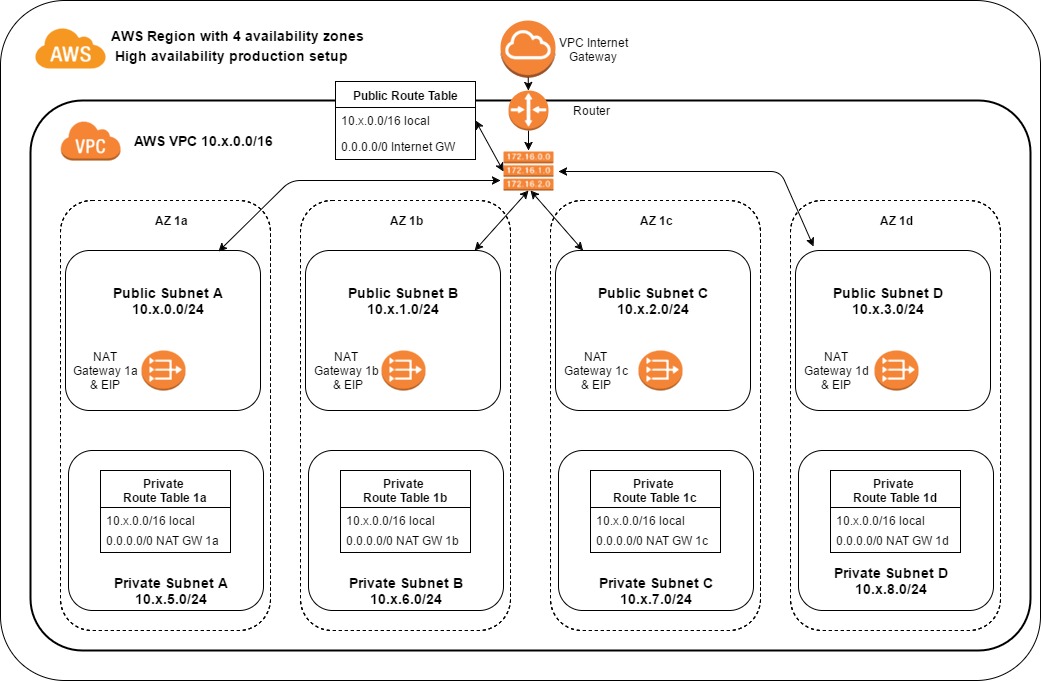 AWS
AWS Region with 4 availability zones
High availability production setup
VPC Internet
Gateway
Router
Public Route Table
10.x.0.0/16 local
0.0.0.0/0 Internet GW
VPC
AWS VPC 10.x.0.0/16
172.16.0.0
172.16.1.0
172.16.2.0
AZ 1a
AZ 1b
AZ 1c
AZ 1d
Public Subnet A
10.x.0.0/24
NAT
Gateway 1a
& EIP
Public Subnet B
10.x.1.0/24
NAT
Gateway 1b
& EIP
Public Subnet C
10.x.2.0/24
NAT
Gateway 1c
& EIP
Public Subnet D
10.x.3.0/24
NAT
Gateway 1d
& EIP
Private
Route Table 1a
10.x.0.0/16 local
0.0.0.0/0 NAT GW 1a
Private Subnet A
10.x.5.0/24
Private
Route Table 1b
10.x.0.0/16 local
0.0.0.0/0 NAT GW 1b
Private Subnet B
10.x.6.0/24
Private
Route Table 1c
10.x.0.0/16 local
0.0.0.0/0 NAT GW 1c
Private Subnet C
10.x.7.0/24
Private
Route Table 1d
10.x.0.0/16 local
0.0.0.0/0 NAT GW 1d
Private Subnet D
10.x.8.0/24